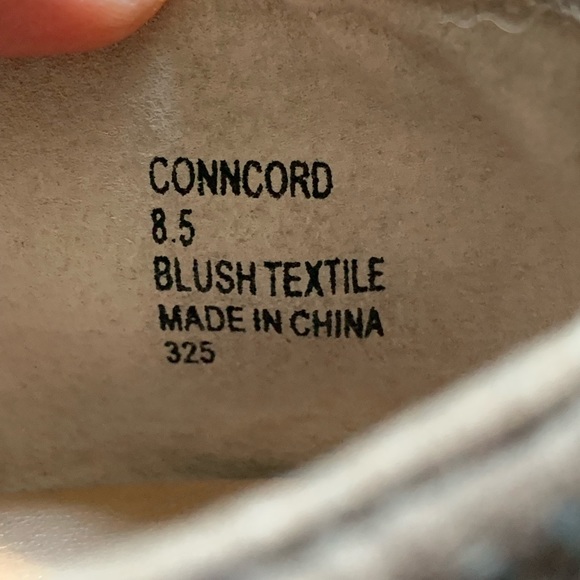 CONNCORD
8.5
BLUSH TEXTILE
MADE IN CHINA
325